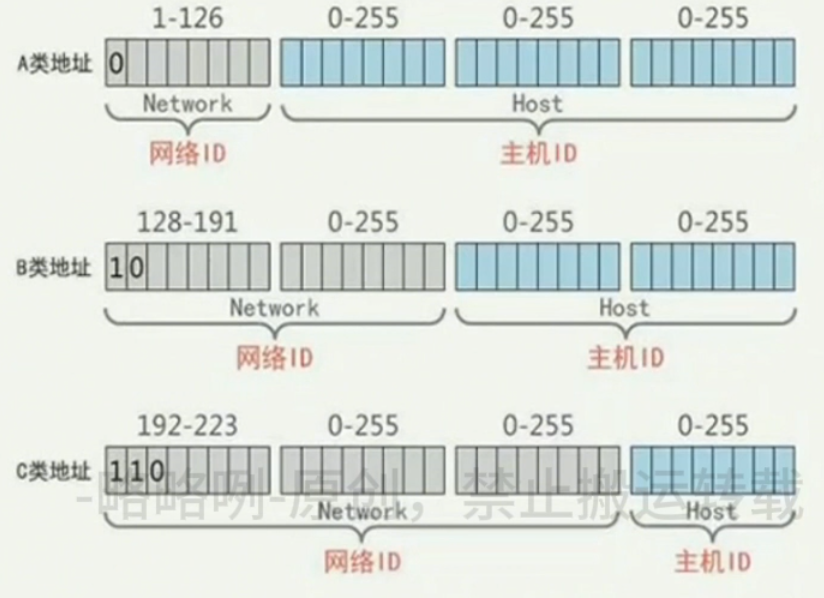 1-126 0-255 0-255 0-255
A类地址 0
Network Host
网络ID 主机ID
128-191 0-255 0-255 0-255
B类地址 10
Network Host
网络ID 主机ID
192-223 0-255 0-255 0-255
C类地址 110
-咯咯咧-原创，禁止搬运转载
Network Host
网络ID 主机ID